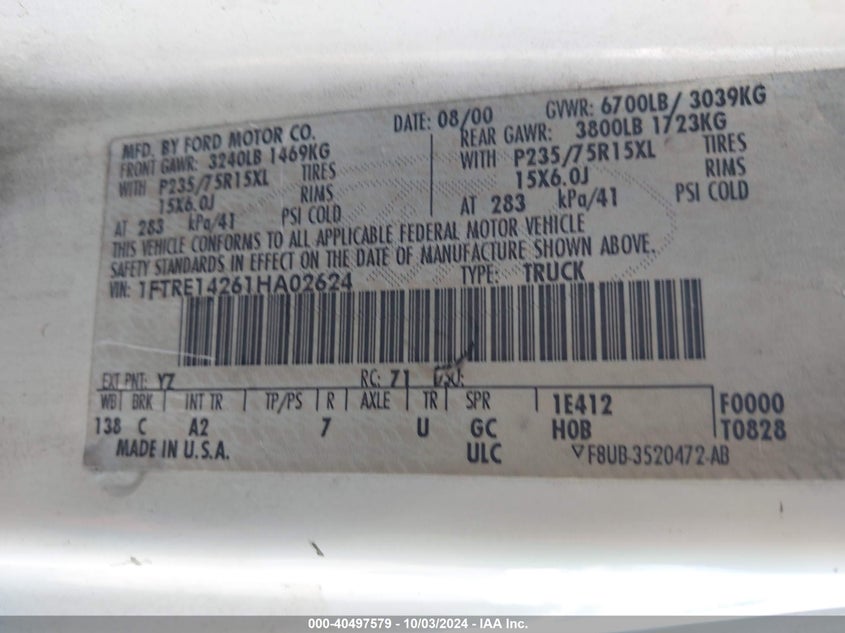 MFD. BY FORD MOTOR CO. DATE: 08/00 GVWR: 6700LB/ 3039KG
FRONT GAWR: 3240LB 1469KG REAR GAWR: 3800LB 1723KG
WITH P235/75R15XL TIRES WITH P235/75R15XL TIRES
15X6.0J RIMS 15X6.0J RIMS
AT 283 kPa/41 PSI COLD AT 283 kPa/41 PSI COLD
THIS VEHICLE CONFORMS TO ALL APPLICABLE FEDERAL MOTOR VEHICLE
SAFETY STANDARDS IN EFFECT ON THE DATE OF MANUFACTURE SHOWN ABOVE.
VIN: 1FTRE14261HA02624 TYPE: TRUCK
EXT PNT: YZ RC: 71 DSO:
WB BRK INT TR TP/PS R AXLE TR SPR 1E412 F0000
138 C A2 7 U GC H0B T0828
MADE IN U.S.A. ULC F8UB-3520472-AB
000-40497579 - 10/03/2024 - IAAI Inc.